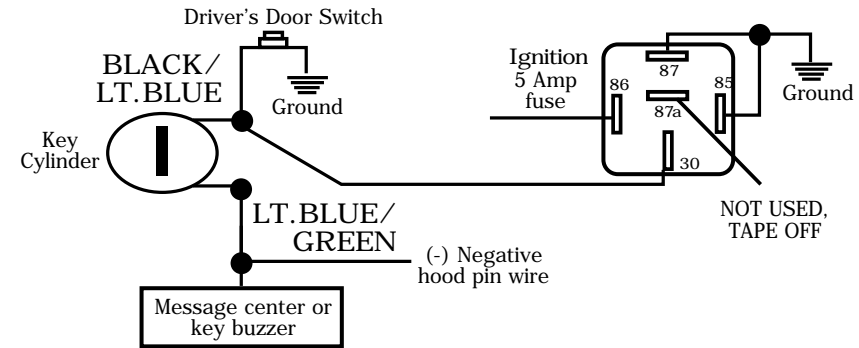 Driver's Door Switch
BLACK/
LT.BLUE
Ground
Key
Cylinder
LT.BLUE/
GREEN
(-) Negative
hood pin wire
Message center or
key buzzer
Ignition
5 Amp
fuse
86
87
85
87a
30
Ground
NOT USED,
TAPE OFF